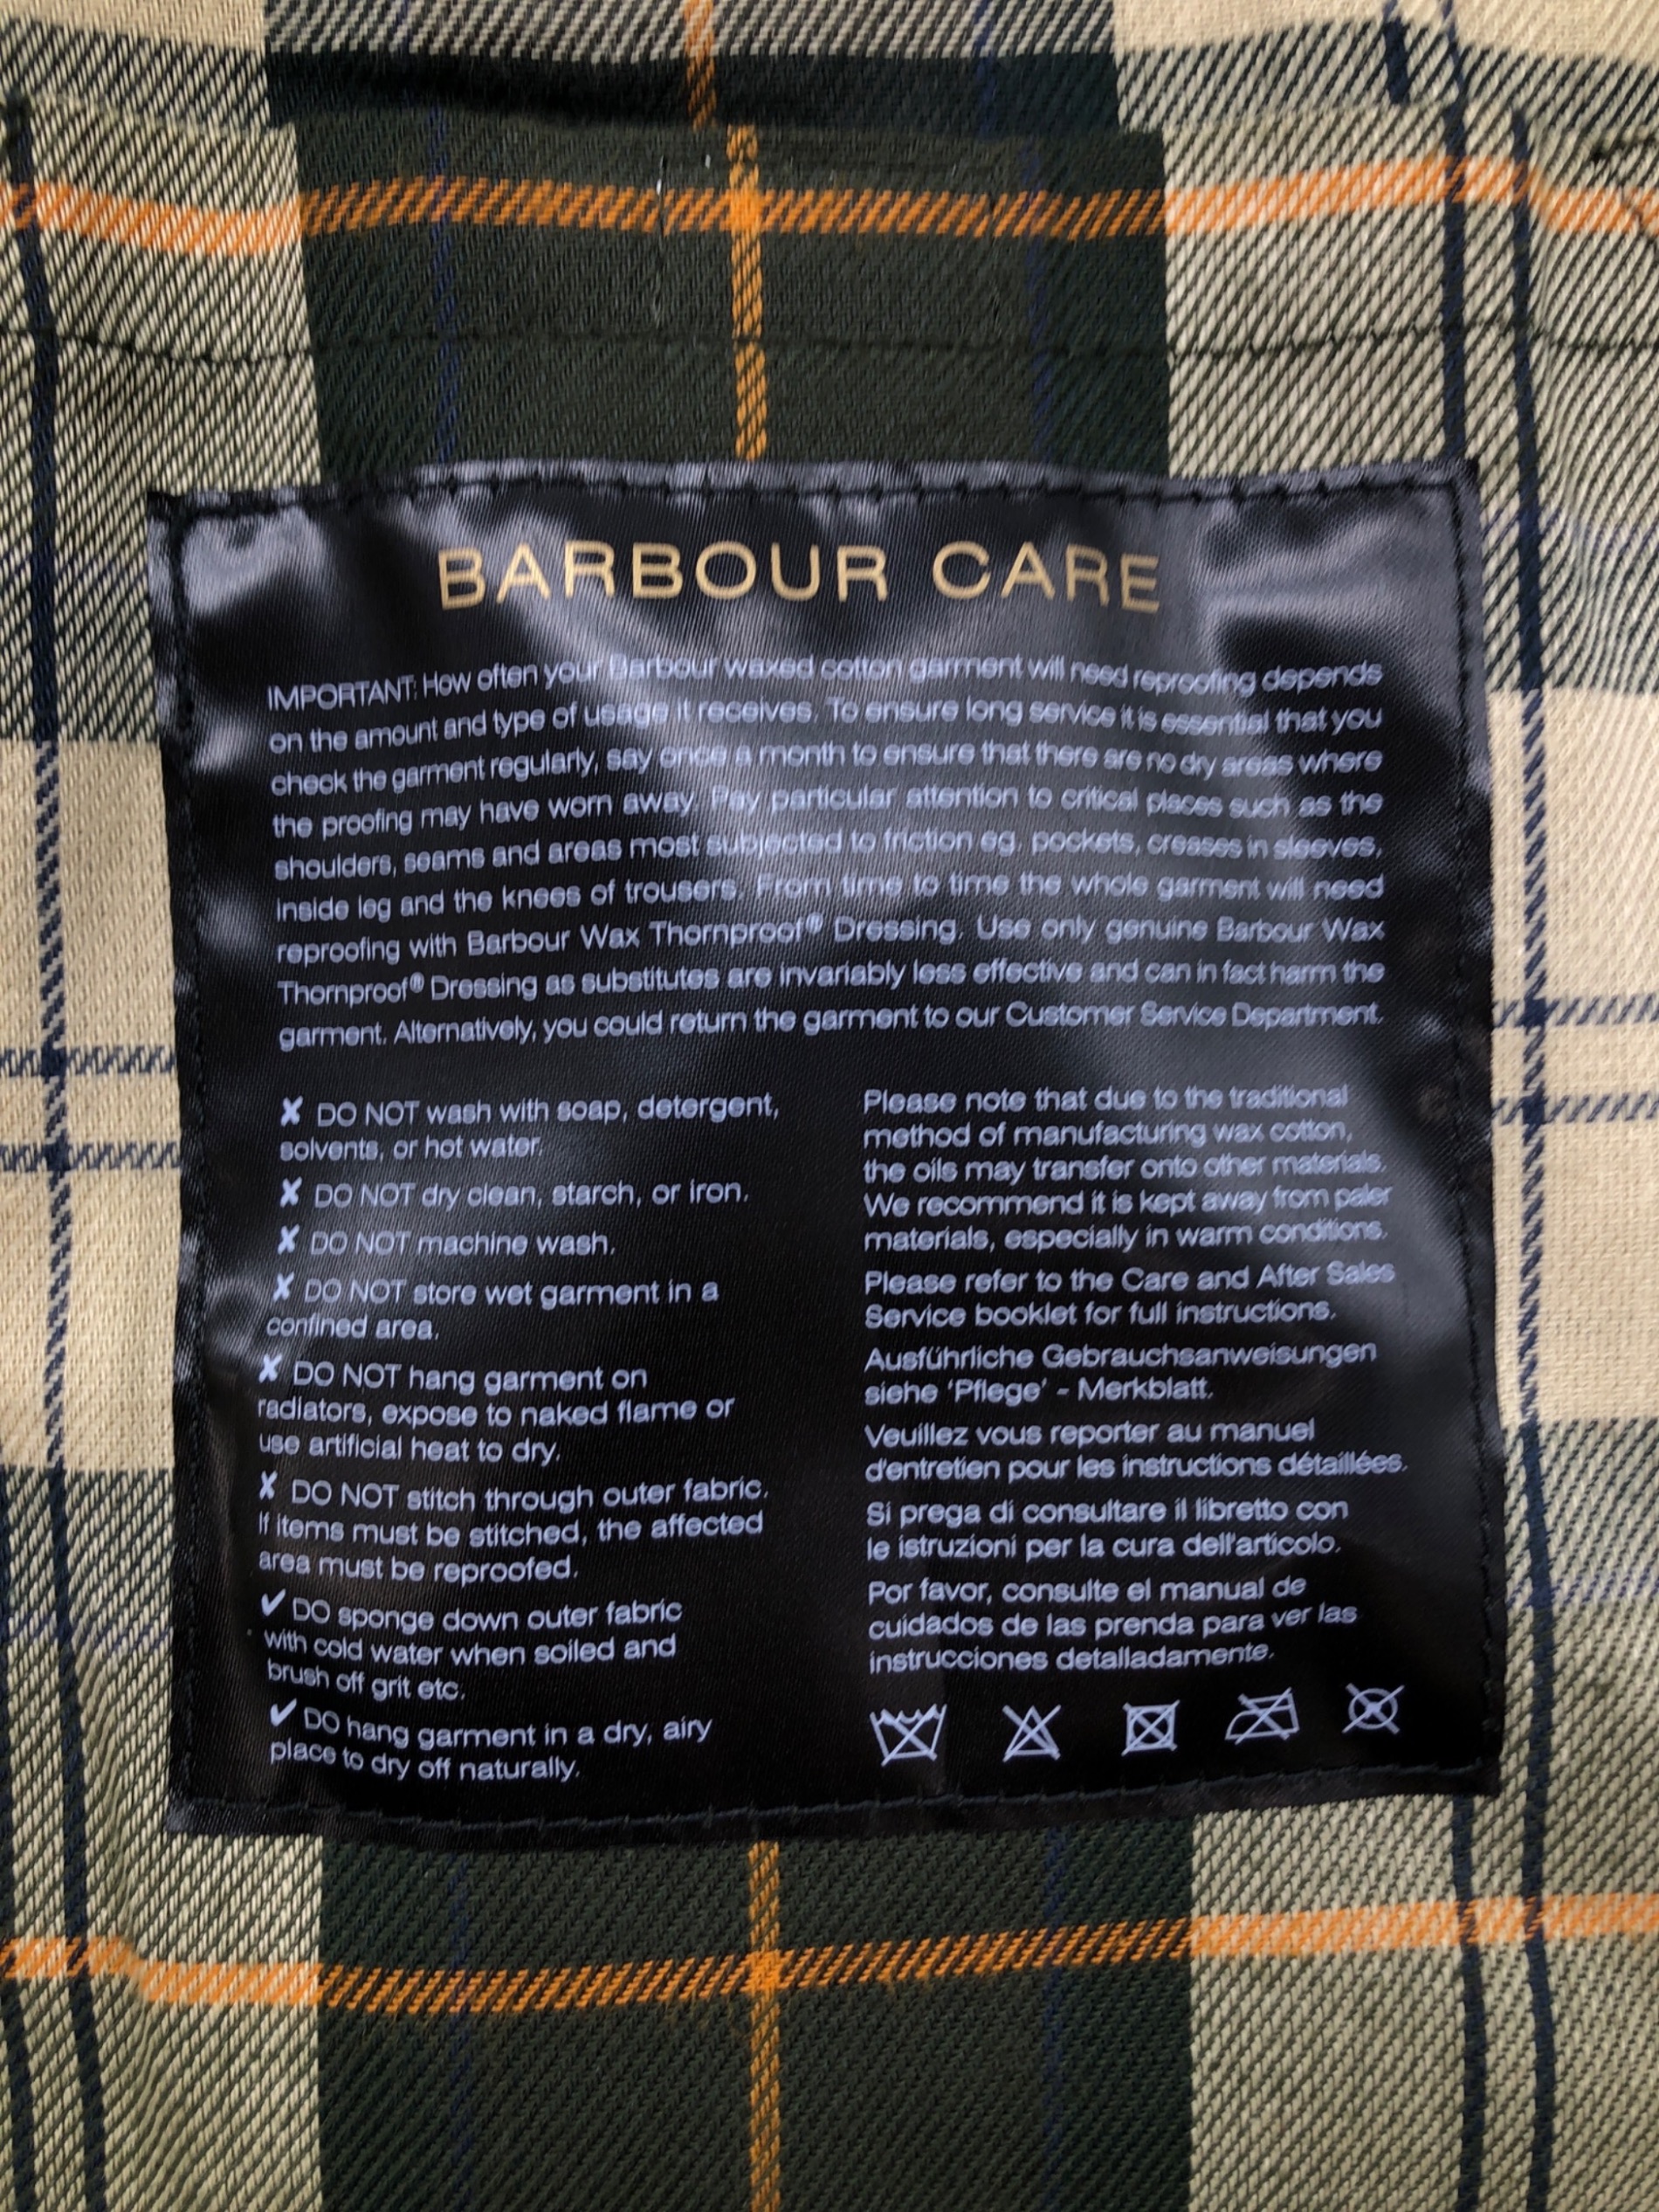 BARBOUR CARE
IMPORTANT: How often your Barbour waxed cotton garment will need reproofing depends
on the amount and type of usage it receives. To ensure long service it is essential that you
check the garment regularly, say once a month to ensure that there are no dry areas where
the proofing may have worn away. Pay particular attention to critical places such as the
shoulders, seams and areas most subjected to friction eg. pockets, creases in sleeves,
inside leg and the knees of trousers. From time to time the whole garment will need
reproofing with Barbour Wax Thornproof® Dressing. Use only genuine Barbour Wax
Thornproof® Dressing as substitutes are invariably less effective and can in fact harm the
garment. Alternatively, you could return the garment to our Customer Service Department.
✘ DO NOT wash with soap, detergent,
solvents, or hot water.
✘ DO NOT dry clean, starch, or iron.
✘ DO NOT machine wash.
✘ DO NOT store wet garment in a
confined area.
✘ DO NOT hang garment on
radiators, expose to naked flame or
use artificial heat to dry.
✘ DO NOT stitch through outer fabric.
If items must be stitched, the affected
area must be reproofed.
✔ DO sponge down outer fabric
with cold water when soiled and
brush off grit etc.
✔ DO hang garment in a dry, airy
place to dry off naturally.
Please note that due to the traditional
method of manufacturing wax cotton,
the oils may transfer onto other materials.
We recommend it is kept away from paler
materials, especially in warm conditions.
Please refer to the Care and After Sales
Service booklet for full instructions.
Ausführliche Gebrauchsanweisungen
siehe 'Pflege' - Merkblatt.
Veuillez vous reporter au manuel
d'entretien pour les instructions détaillées.
Si prega di consultare il libretto con
le istruzioni per la cura dell'articolo.
Por favor, consulte el manual de
cuidados de las prenda para ver las
instrucciones detalladamente.